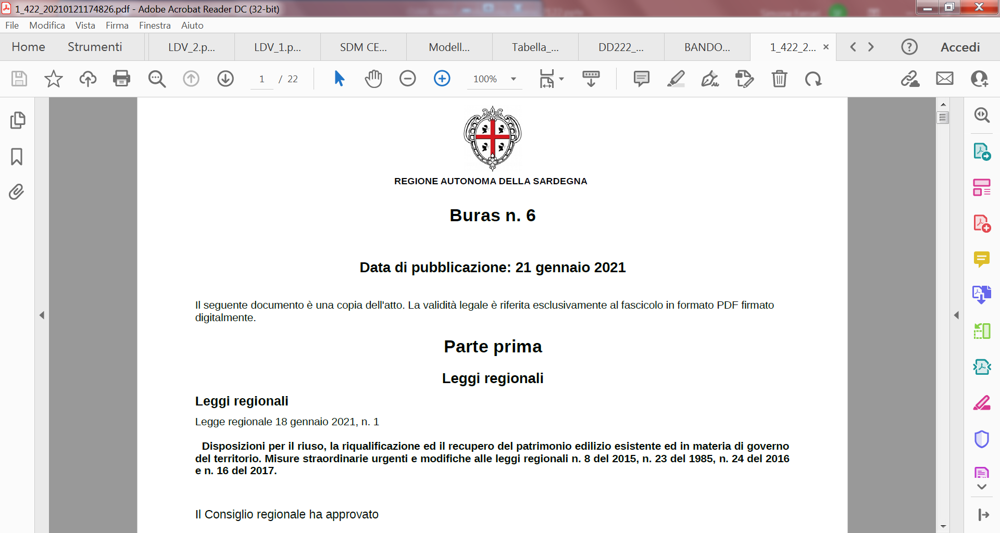 1_422_20210121174826.pdf - Adobe Acrobat Reader DC (32-bit)
File Modifica Vista Firma Finestra Aiuto
Home Strumenti LDV_2.p... LDV_1.p... SDM CE... Modell... Tabella_... DD222_... BANDO... 1_422_2... × ? Accedi
1 / 22 100%
REGIONE AUTONOMA DELLA SARDEGNA
Buras n. 6
Data di pubblicazione: 21 gennaio 2021
Il seguente documento è una copia dell'atto. La validità legale è riferita esclusivamente al fascicolo in formato PDF firmato
digitalmente.
Parte prima
Leggi regionali
Leggi regionali
Legge regionale 18 gennaio 2021, n. 1
Disposizioni per il riuso, la riqualificazione ed il recupero del patrimonio edilizio esistente ed in materia di governo
del territorio. Misure straordinarie urgenti e modifiche alle leggi regionali n. 8 del 2015, n. 23 del 1985, n. 24 del 2016
e n. 16 del 2017.
Il Consiglio regionale ha approvato